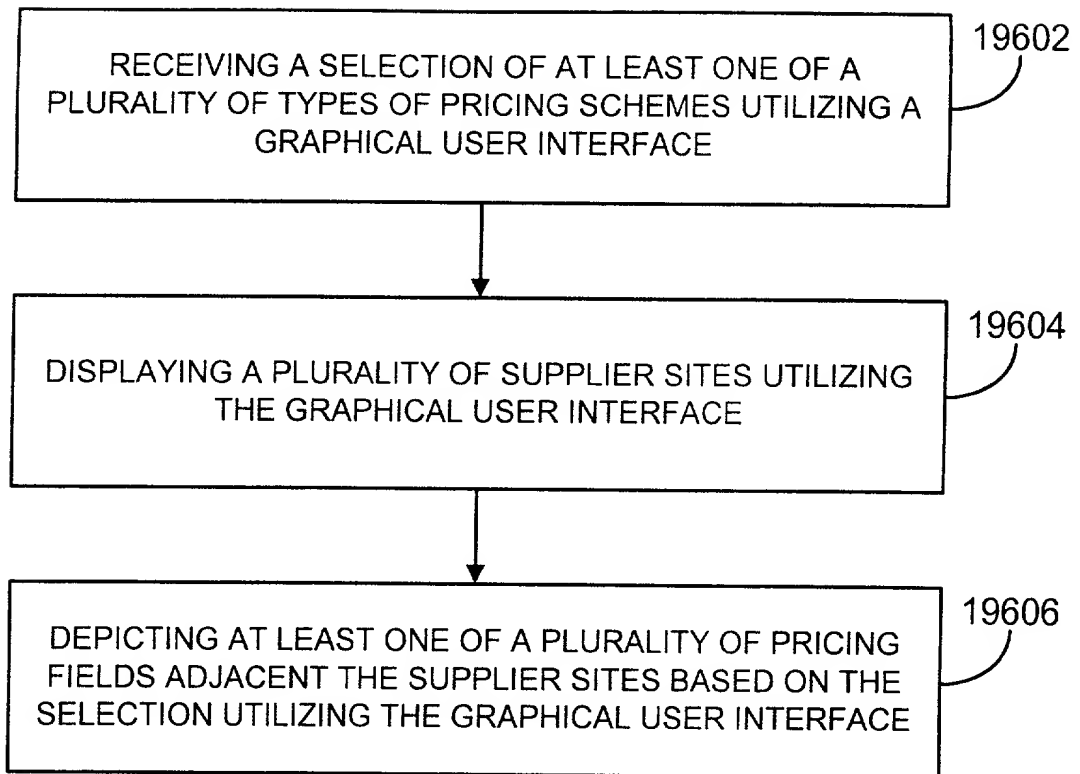 19602
RECEIVING A SELECTION OF AT LEAST ONE OF A
PLURALITY OF TYPES OF PRICING SCHEMES UTILIZING A
GRAPHICAL USER INTERFACE
19604
DISPLAYING A PLURALITY OF SUPPLIER SITES UTILIZING
THE GRAPHICAL USER INTERFACE
19606
DEPICTING AT LEAST ONE OF A PLURALITY OF PRICING
FIELDS ADJACENT THE SUPPLIER SITES BASED ON THE
SELECTION UTILIZING THE GRAPHICAL USER INTERFACE